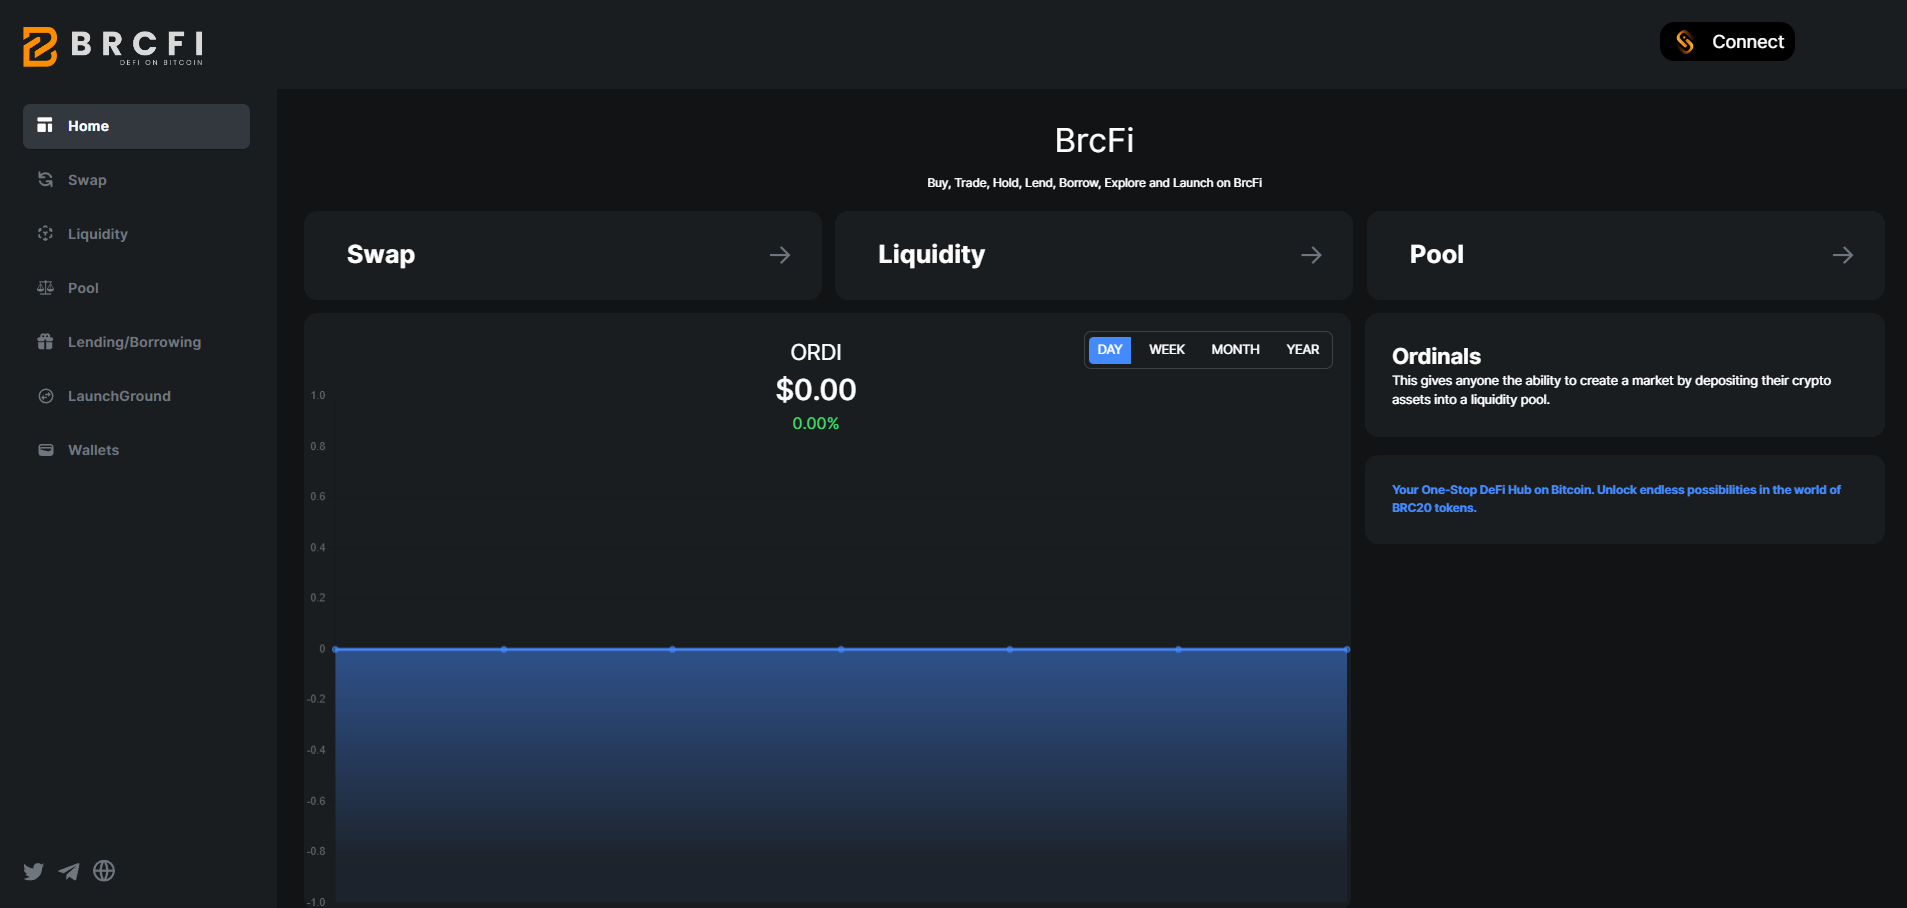 BRCFI
DEFI ON BITCOIN
Connect
Home
Swap
Liquidity
Pool
Lending/Borrowing
LaunchGround
Wallets
BrcFi
Buy, Trade, Hold, Lend, Borrow, Explore and Launch on BrcFi
Swap
Liquidity
Pool
ORDI
$0.00
0.00%
DAY WEEK MONTH YEAR
1.0
0.8
0.6
0.4
0.2
0
-0.2
-0.4
-0.6
-0.8
-1.0
Ordinals
This gives anyone the ability to create a market by depositing their crypto
assets into a liquidity pool.
Your One-Stop DeFi Hub on Bitcoin. Unlock endless possibilities in the world of
BRC20 tokens.